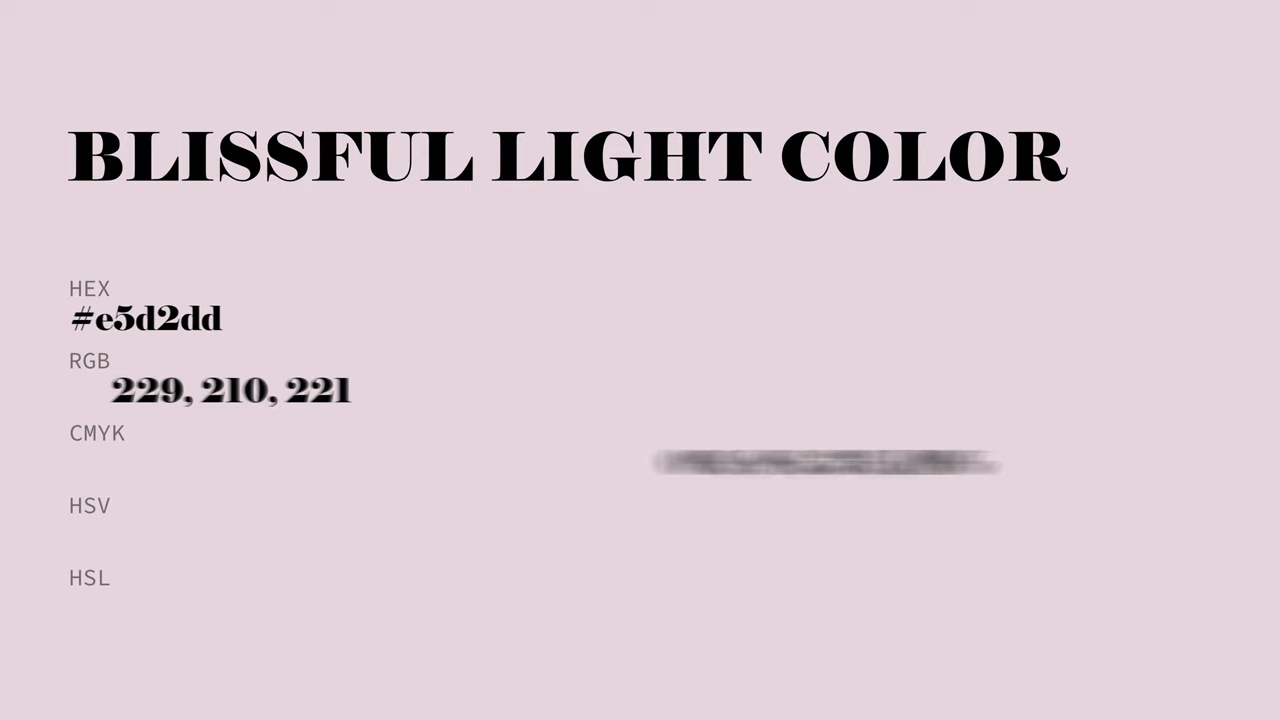 BLISSFUL LIGHT COLOR
HEX
#e5d2dd
RGB
229, 210, 221
CMYK
HSV
HSL